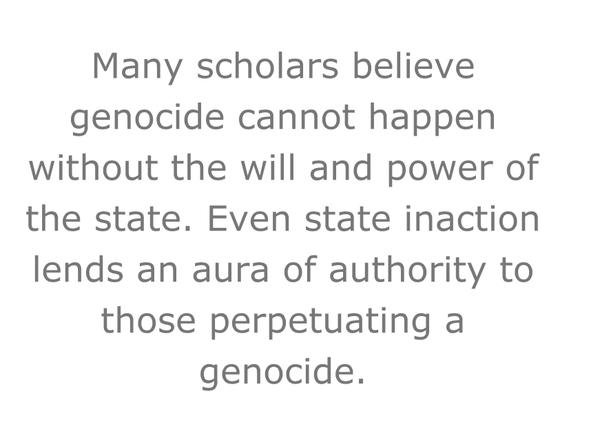 Many scholars believe
genocide cannot happen
without the will and power of
the state. Even state inaction
lends an aura of authority to
those perpetuating a
genocide.